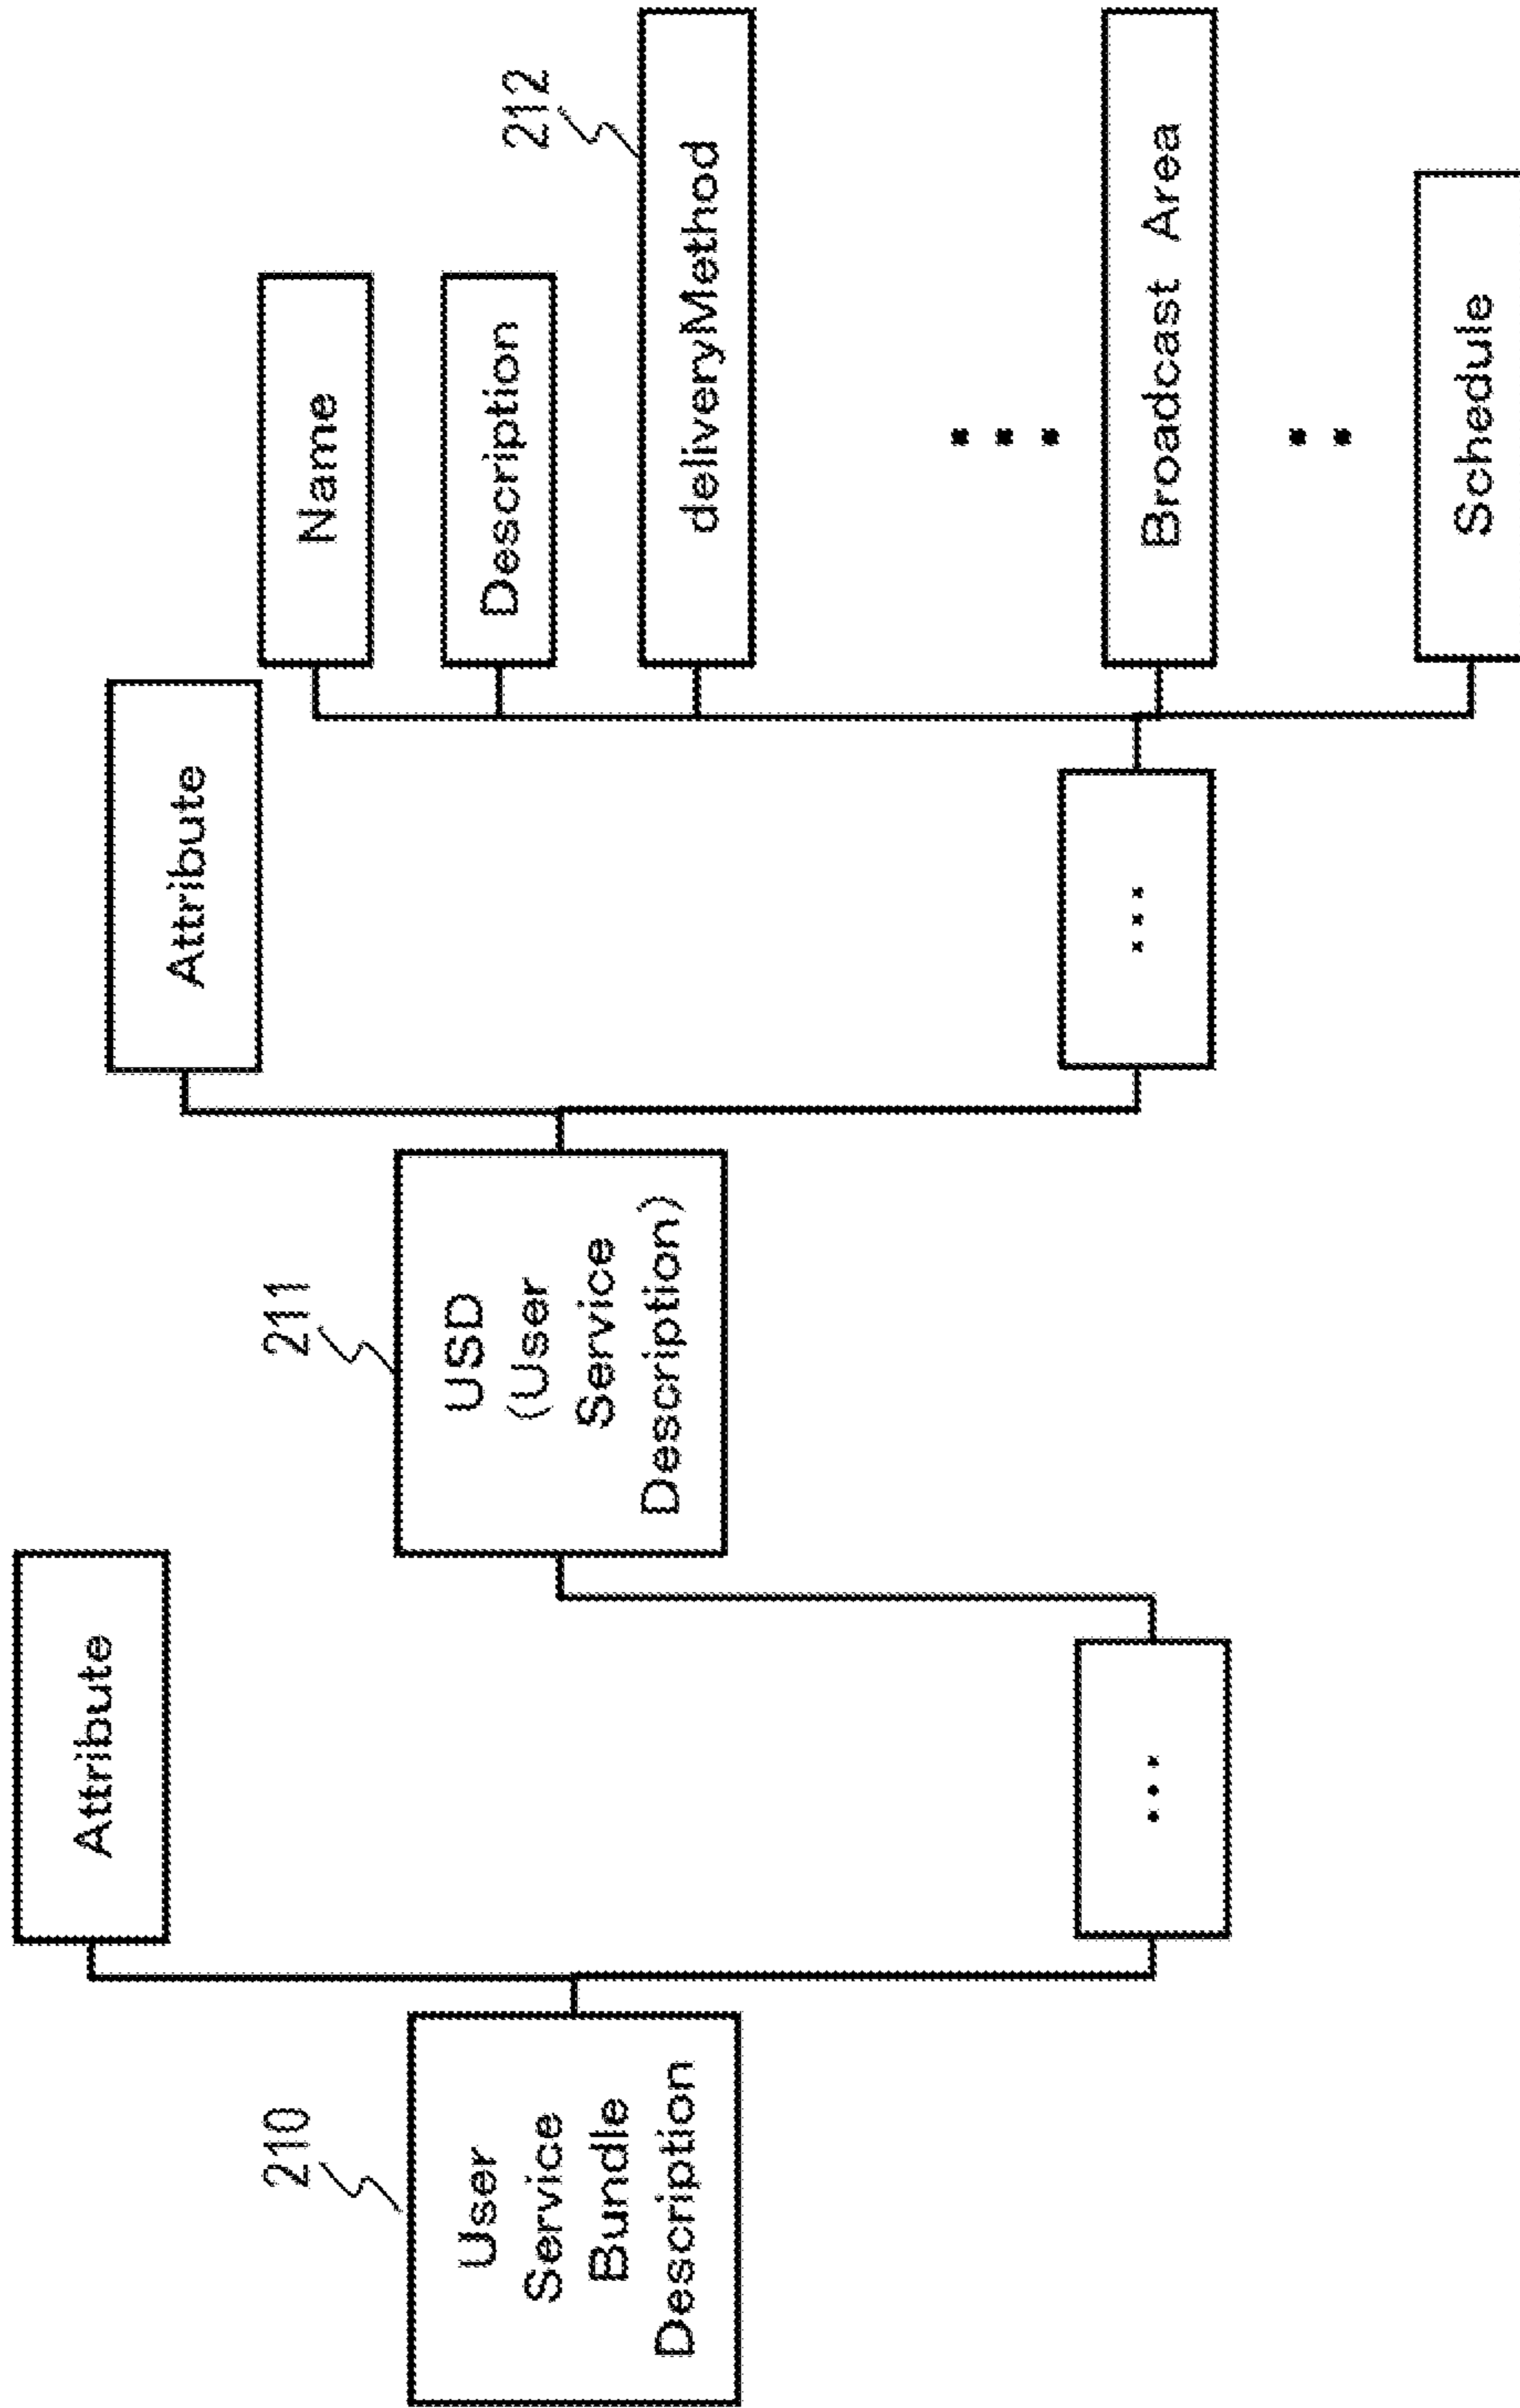 210
User
Service
Bundle
Description
Attribute
...
211
USD
(User
Service
Description)
Attribute
...
Name
Description
212
deliveryMethod
...
Broadcast Area
..
Schedule